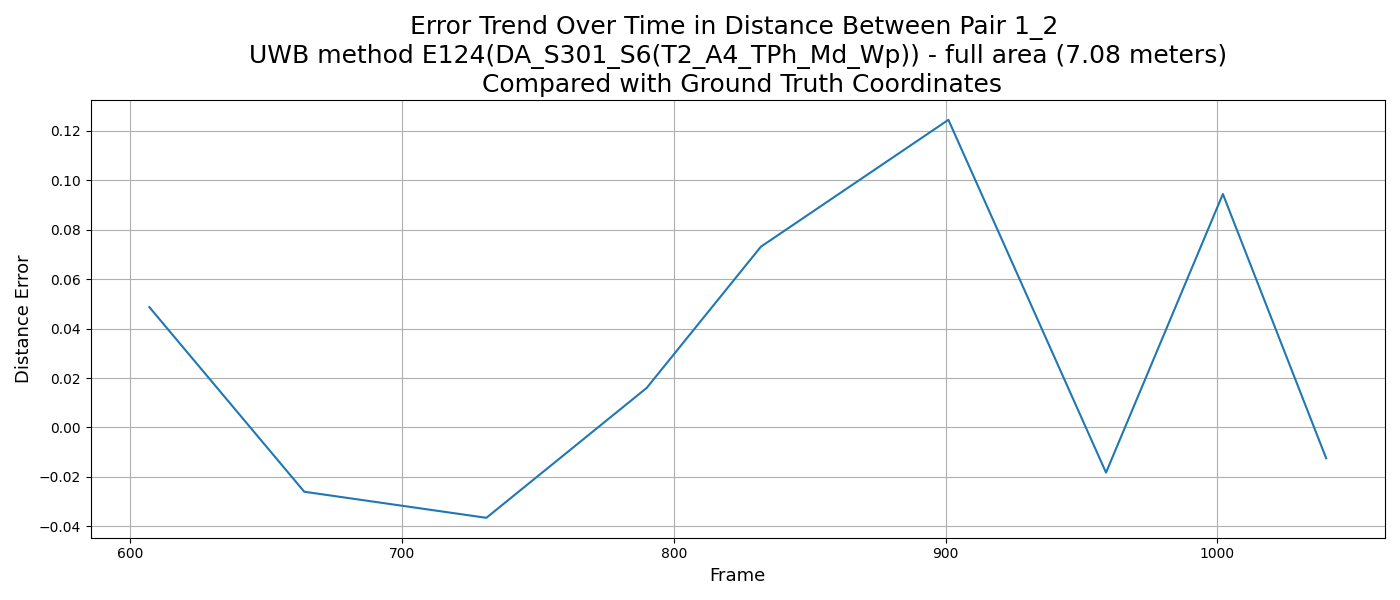 Error Trend Over Time in Distance Between Pair 1_2
UWB method E124(DA_S301_S6(T2_A4_TPh_Md_Wp)) - full area (7.08 meters)
Compared with Ground Truth Coordinates
0.12
0.10
0.08
0.06
0.04
0.02
0.00
−0.02
−0.04
Distance Error
600 700 800 900 1000
Frame